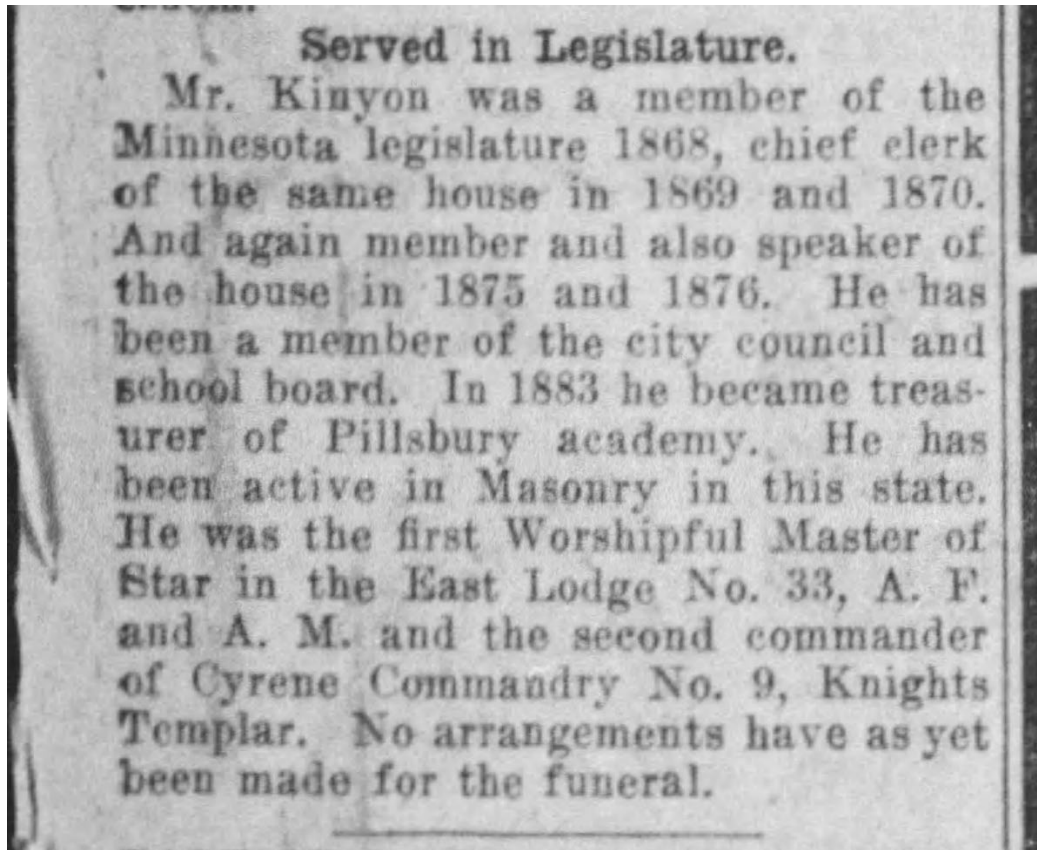 Served in Legislature.
Mr. Kinyon was a member of the
Minnesota legislature 1868, chief clerk
of the same house in 1869 and 1870.
And again member and also speaker of
the house in 1875 and 1876. He has
been a member of the city council and
school board. In 1883 he became treas-
urer of Pillsbury academy. He has
been active in Masonry in this state.
He was the first Worshipful Master of
Star in the East Lodge No. 33, A. F.
and A. M. and the second commander
of Cyrene Commandry No. 9, Knights
Templar. No arrangements have as yet
been made for the funeral.